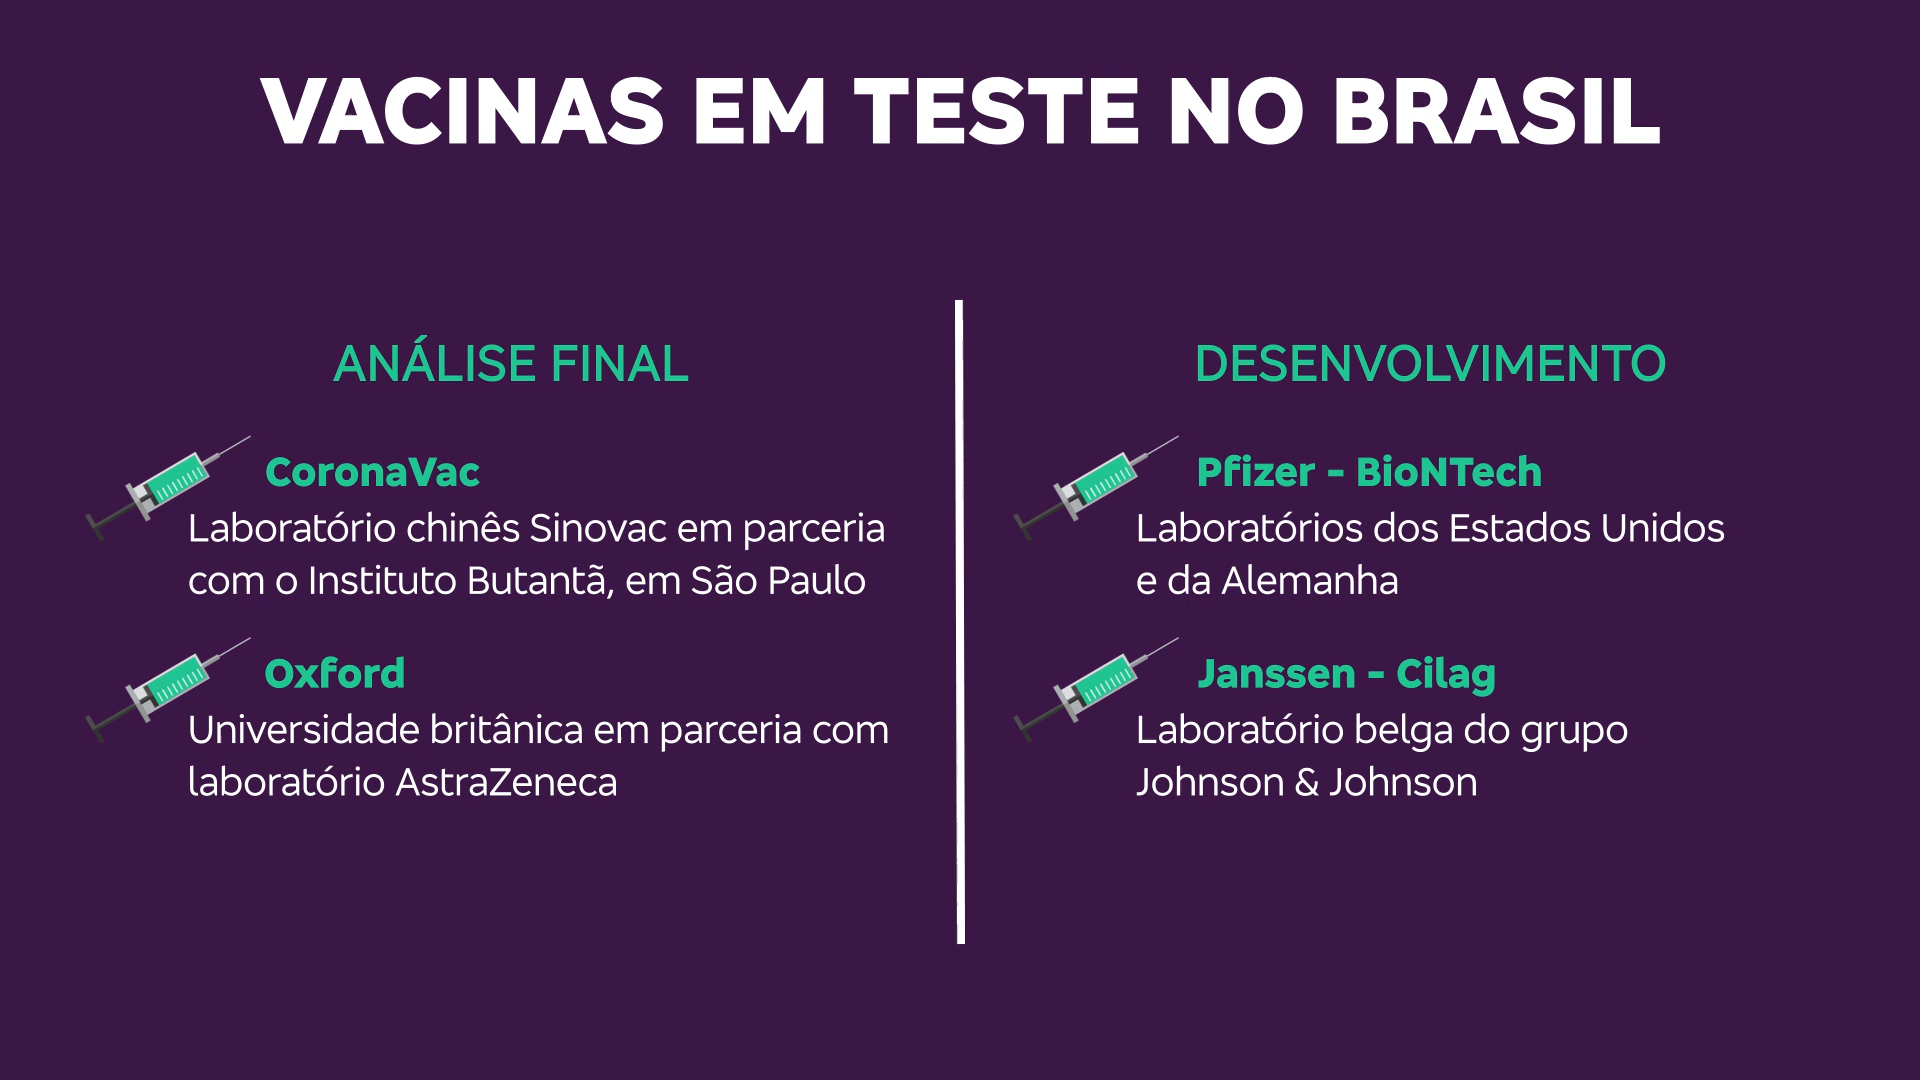 VACINAS EM TESTE NO BRASIL
ANÁLISE FINAL
CoronaVac
Laboratório chinês Sinovac em parceria
com o Instituto Butantã, em São Paulo
Oxford
Universidade britânica em parceria com
laboratório AstraZeneca
DESENVOLVIMENTO
Pfizer - BioNTech
Laboratórios dos Estados Unidos
e da Alemanha
Janssen - Cilag
Laboratório belga do grupo
Johnson & Johnson